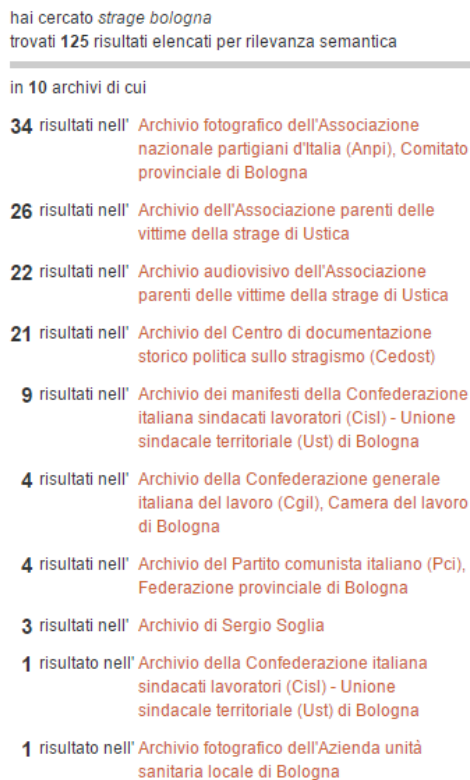 hai cercato strage bologna
trovati 125 risultati elencati per rilevanza semantica
in 10 archivi di cui
34 risultati nell' Archivio fotografico dell'Associazione
nazionale partigiani d'Italia (Anpi), Comitato
provinciale di Bologna
26 risultati nell' Archivio dell'Associazione parenti delle
vittime della strage di Ustica
22 risultati nell' Archivio audiovisivo dell'Associazione
parenti delle vittime della strage di Ustica
21 risultati nell' Archivio del Centro di documentazione
storico politica sullo stragismo (Cedost)
9 risultati nell' Archivio dei manifesti della Confederazione
italiana sindacati lavoratori (Cisl) - Unione
sindacale territoriale (Ust) di Bologna
4 risultati nell' Archivio della Confederazione generale
italiana del lavoro (Cgil), Camera del lavoro
di Bologna
4 risultati nell' Archivio del Partito comunista italiano (Pci),
Federazione provinciale di Bologna
3 risultati nell' Archivio di Sergio Soglia
1 risultato nell' Archivio della Confederazione italiana
sindacati lavoratori (Cisl) - Unione
sindacale territoriale (Ust) di Bologna
1 risultato nell' Archivio fotografico dell'Azienda unità
sanitaria locale di Bologna